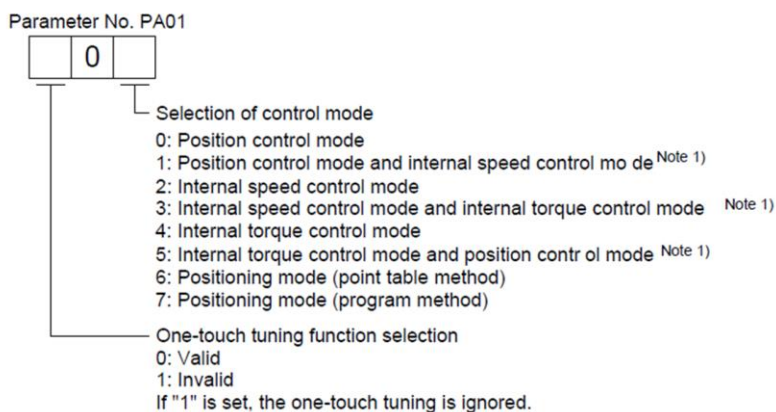 Parameter No. PA01
0
Selection of control mode
0: Position control mode
1: Position control mode and internal speed control mo de Note 1)
2: Internal speed control mode
3: Internal speed control mode and internal torque control mode Note 1)
4: Internal torque control mode
5: Internal torque control mode and position contr ol mode Note 1)
6: Positioning mode (point table method)
7: Positioning mode (program method)
One-touch tuning function selection
0: Valid
1: Invalid
If "1" is set, the one-touch tuning is ignored.